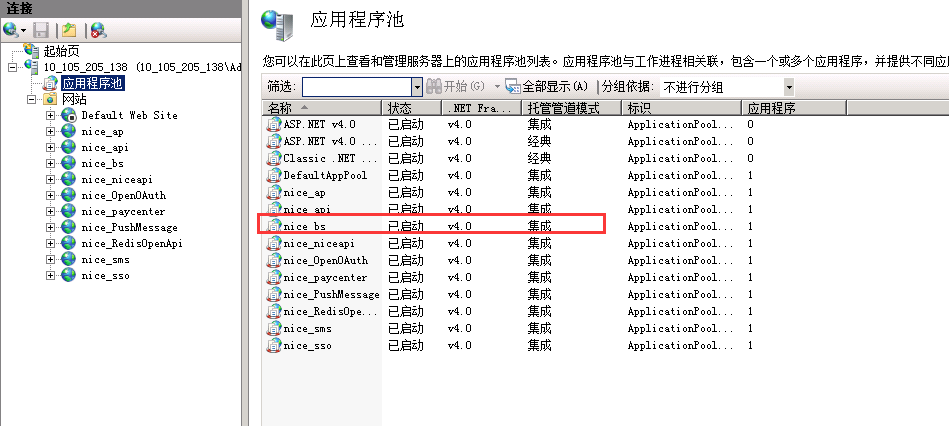 连接
起始页
10_105_205_138 (10_105_205_138\Ad
应用程序池
网站
Default Web Site
nice_ap
nice_api
nice_bs
nice_niceapi
nice_OpenOAuth
nice_paycenter
nice_PushMessage
nice_RedisOpenApi
nice_sms
nice_sso
应用程序池
您可以在此页上查看和管理服务器上的应用程序池列表。应用程序池与工作进程相关联，包含一个或多个应用程序，并提供不同应
筛选: 开始(G) 全部显示(A) 分组依据: 不进行分组
名称 状态 .NET Fra... 托管管道模式 标识 应用程序
ASP.NET v4.0 已启动 v4.0 集成 ApplicationPool... 0
ASP.NET v4.0 ... 已启动 v4.0 经典 ApplicationPool... 0
Classic .NET ... 已启动 v4.0 经典 ApplicationPool... 0
DefaultAppPool 已启动 v4.0 集成 ApplicationPool... 1
nice_ap 已启动 v4.0 集成 ApplicationPool... 1
nice_api 已启动 v4.0 集成 ApplicationPool... 1
nice_bs 已启动 v4.0 集成 ApplicationPool... 1
nice_niceapi 已启动 v4.0 集成 ApplicationPool... 1
nice_OpenOAuth 已启动 v4.0 集成 ApplicationPool... 1
nice_paycenter 已启动 v4.0 集成 ApplicationPool... 1
nice_PushMessage 已启动 v4.0 集成 ApplicationPool... 1
nice_RedisOpe... 已启动 v4.0 集成 ApplicationPool... 1
nice_sms 已启动 v4.0 集成 ApplicationPool... 1
nice_sso 已启动 v4.0 集成 ApplicationPool... 1